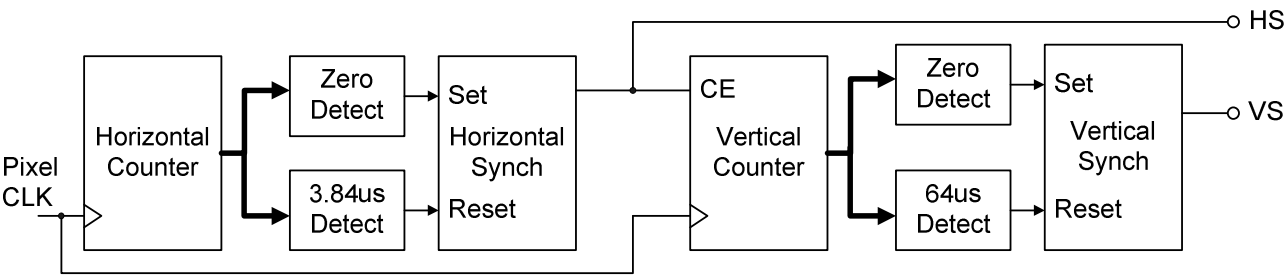 HS
Zero
Detect
Set
CE
Zero
Detect
Set
VS
Horizontal
Counter
Horizontal
Synch
Vertical
Counter
Vertical
Synch
Pixel
CLK
3.84us
Detect
Reset
64us
Detect
Reset